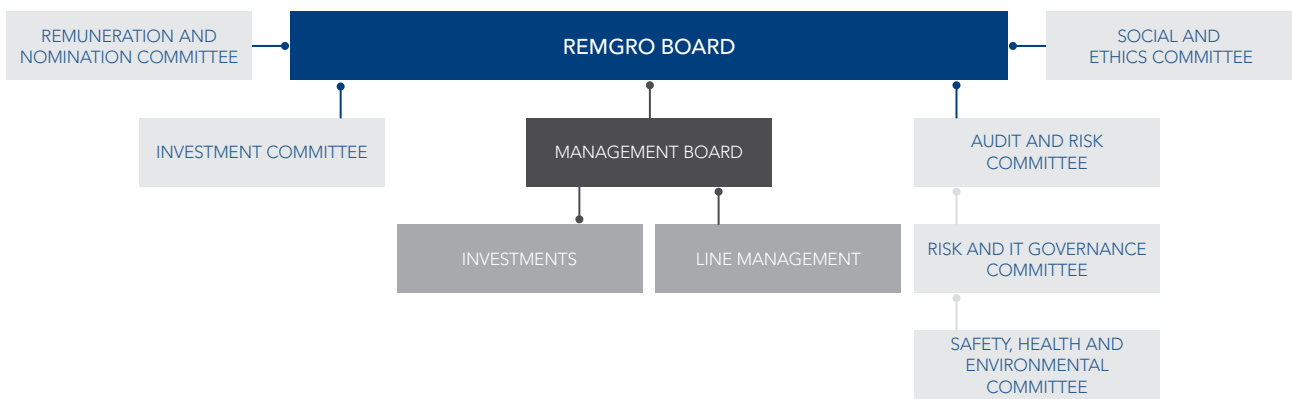 REMUNERATION AND
NOMINATION COMMITTEE
REMGRO BOARD
SOCIAL AND
ETHICS COMMITTEE
INVESTMENT COMMITTEE
MANAGEMENT BOARD
AUDIT AND RISK
COMMITTEE
INVESTMENTS
LINE MANAGEMENT
RISK AND IT GOVERNANCE
COMMITTEE
SAFETY, HEALTH AND
ENVIRONMENTAL
COMMITTEE